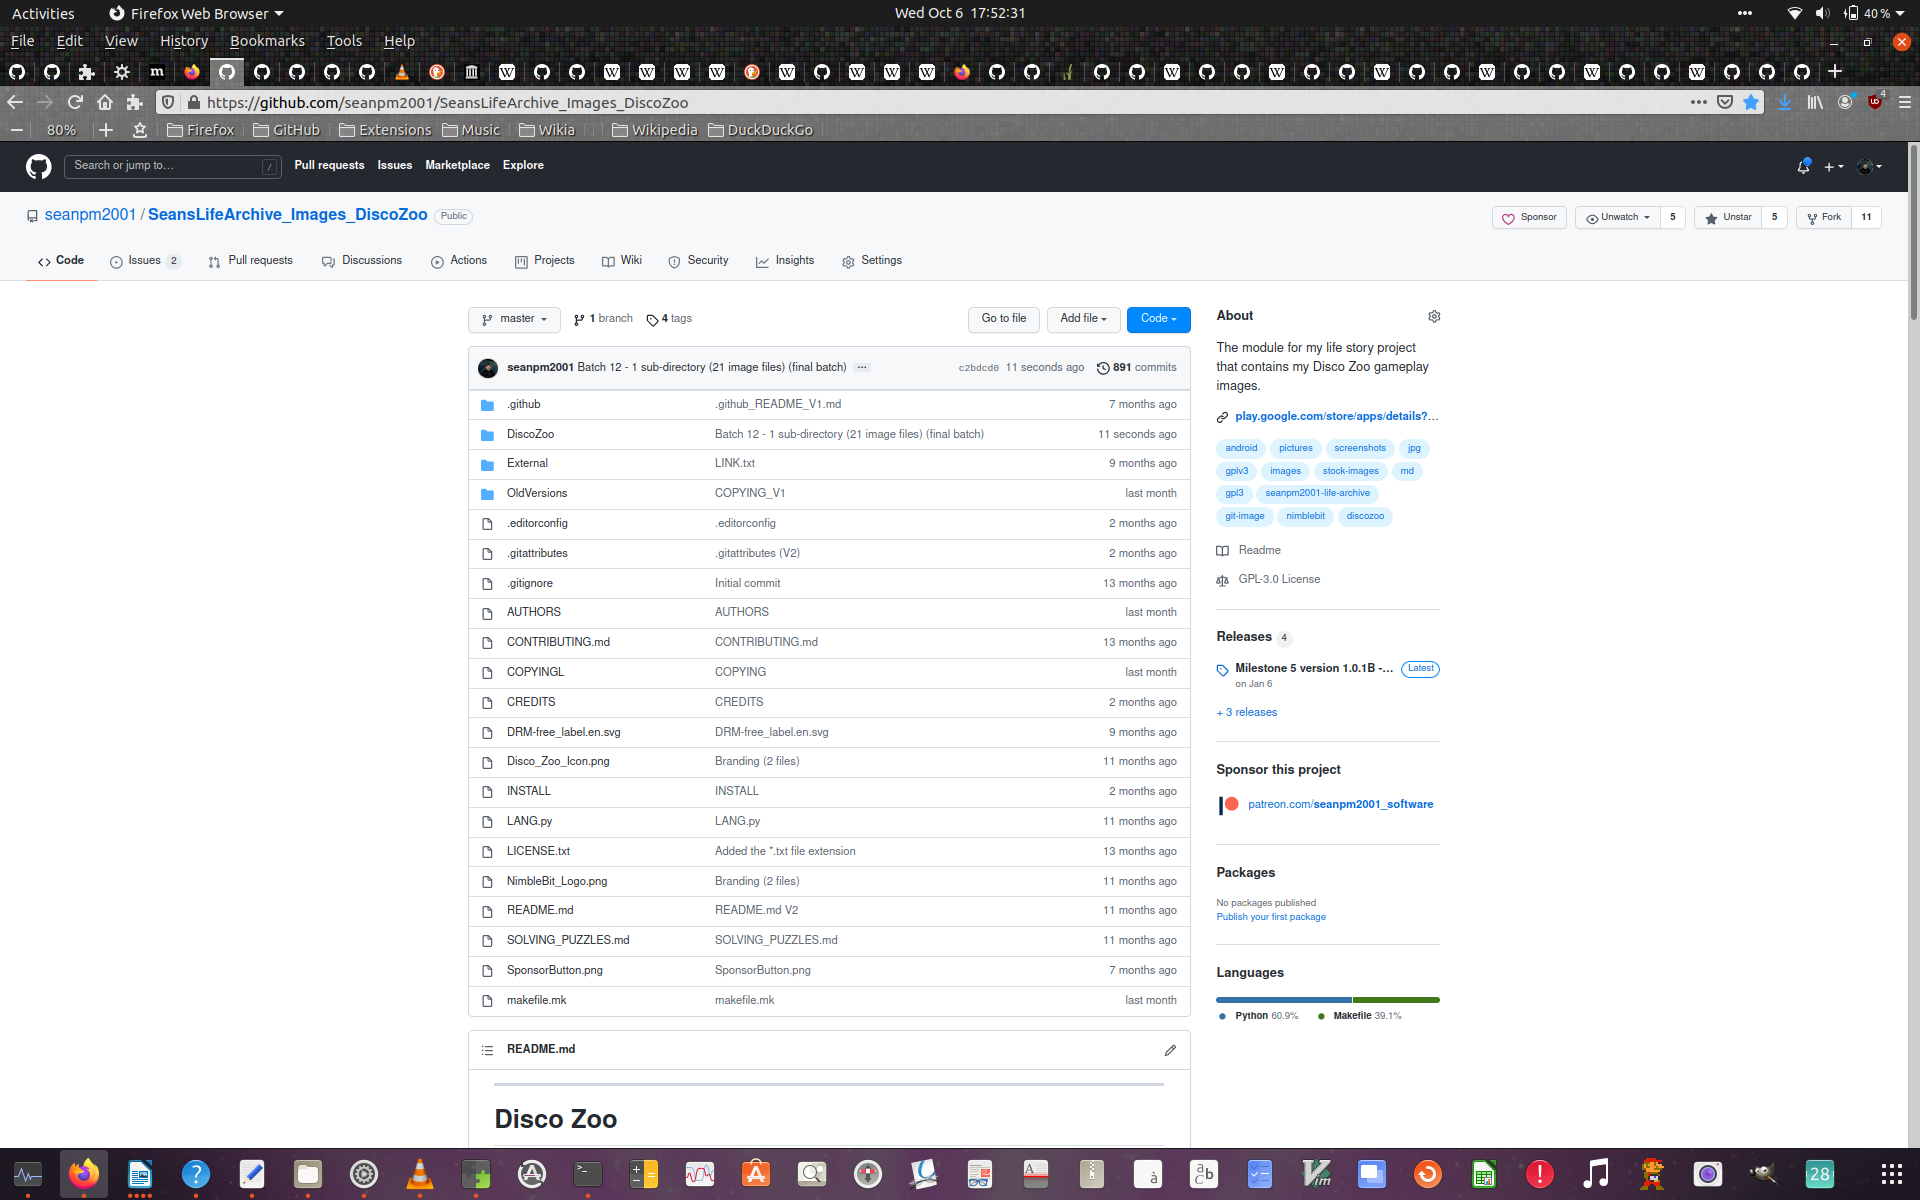 Activities Firefox Web Browser Wed Oct 6 17:52:31 40 %
File Edit View History Bookmarks Tools Help
https://github.com/seanpm2001/SeansLifeArchive_Images_DiscoZoo 4
80% Firefox GitHub Extensions Music Wikia Wikipedia DuckDuckGo
Search or jump to… / Pull requests Issues Marketplace Explore
seanpm2001 / SeansLifeArchive_Images_DiscoZoo Public Sponsor Unwatch 5 Unstar 5 Fork 11
Code Issues 2 Pull requests Discussions Actions Projects Wiki Security Insights Settings
master 1 branch 4 tags Go to file Add file Code
seanpm2001 Batch 12 - 1 sub-directory (21 image files) (final batch) ··· c2bdcd0 11 seconds ago 891 commits
.github .github_README_V1.md 7 months ago
DiscoZoo Batch 12 - 1 sub-directory (21 image files) (final batch) 11 seconds ago
External LINK.txt 9 months ago
OldVersions COPYING_V1 last month
.editorconfig .editorconfig 2 months ago
.gitattributes .gitattributes (V2) 2 months ago
.gitignore Initial commit 13 months ago
AUTHORS AUTHORS last month
CONTRIBUTING.md CONTRIBUTING.md 13 months ago
COPYINGL COPYING last month
CREDITS CREDITS 2 months ago
DRM-free_label.en.svg DRM-free_label.en.svg 9 months ago
Disco_Zoo_Icon.png Branding (2 files) 11 months ago
INSTALL INSTALL 2 months ago
LANG.py LANG.py 11 months ago
LICENSE.txt Added the *.txt file extension 13 months ago
NimbleBit_Logo.png Branding (2 files) 11 months ago
README.md README.md V2 11 months ago
SOLVING_PUZZLES.md SOLVING_PUZZLES.md 11 months ago
SponsorButton.png SponsorButton.png 7 months ago
makefile.mk makefile.mk last month
README.md
Disco Zoo
About
The module for my life story project
that contains my Disco Zoo gameplay
images.
play.google.com/store/apps/details?…
android pictures screenshots jpg
gplv3 images stock-images md
gpl3 seanpm2001-life-archive
git-image nimblebit discozoo
Readme
GPL-3.0 License
Releases 4
Milestone 5 version 1.0.1B -… Latest
on Jan 6
+ 3 releases
Sponsor this project
patreon.com/seanpm2001_software
Packages
No packages published
Publish your first package
Languages
Python 60.9% Makefile 39.1%
28